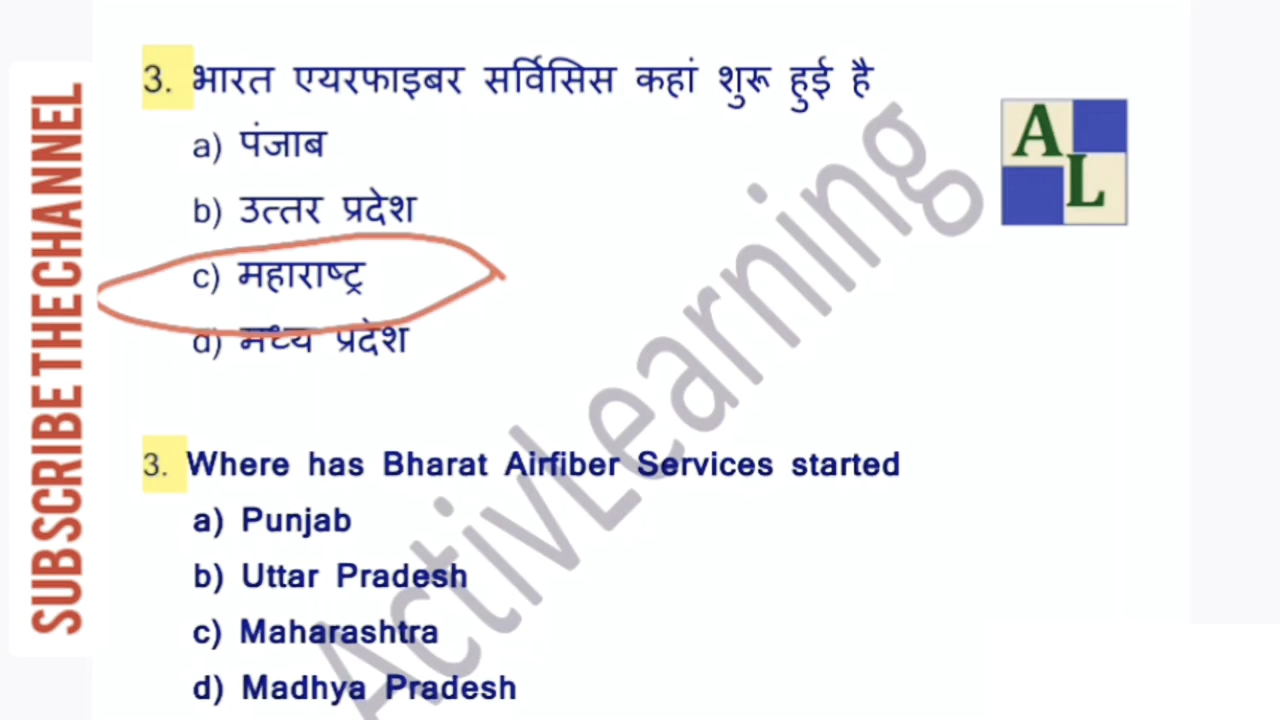 SUBSCRIBE THE CHANNEL
3. भारत एयरफाइबर सर्विसिस कहां शुरू हुई है
a) पंजाब
b) उत्तर प्रदेश
c) महाराष्ट्र
d) मध्य प्रदेश
A
L
3. Where has Bharat Airfiber Services started
a) Punjab
b) Uttar Pradesh
c) Maharashtra
d) Madhya Pradesh
ActivLearning